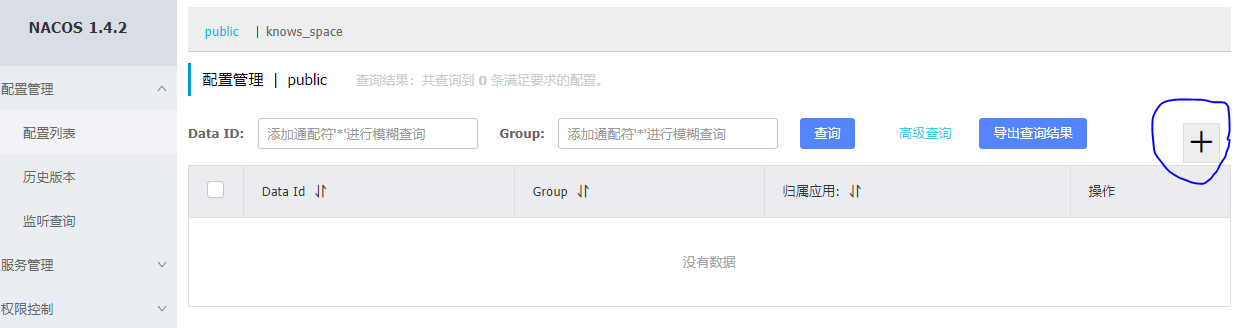 NACOS 1.4.2
public | knows_space
配置管理
配置列表
历史版本
监听查询
服务管理
权限控制
配置管理 | public 查询结果：共查询到 0 条满足要求的配置。
Data ID: 添加通配符'*'进行模糊查询 Group: 添加通配符'*'进行模糊查询 查询 高级查询 导出查询结果
Data Id Group 归属应用: 操作
没有数据